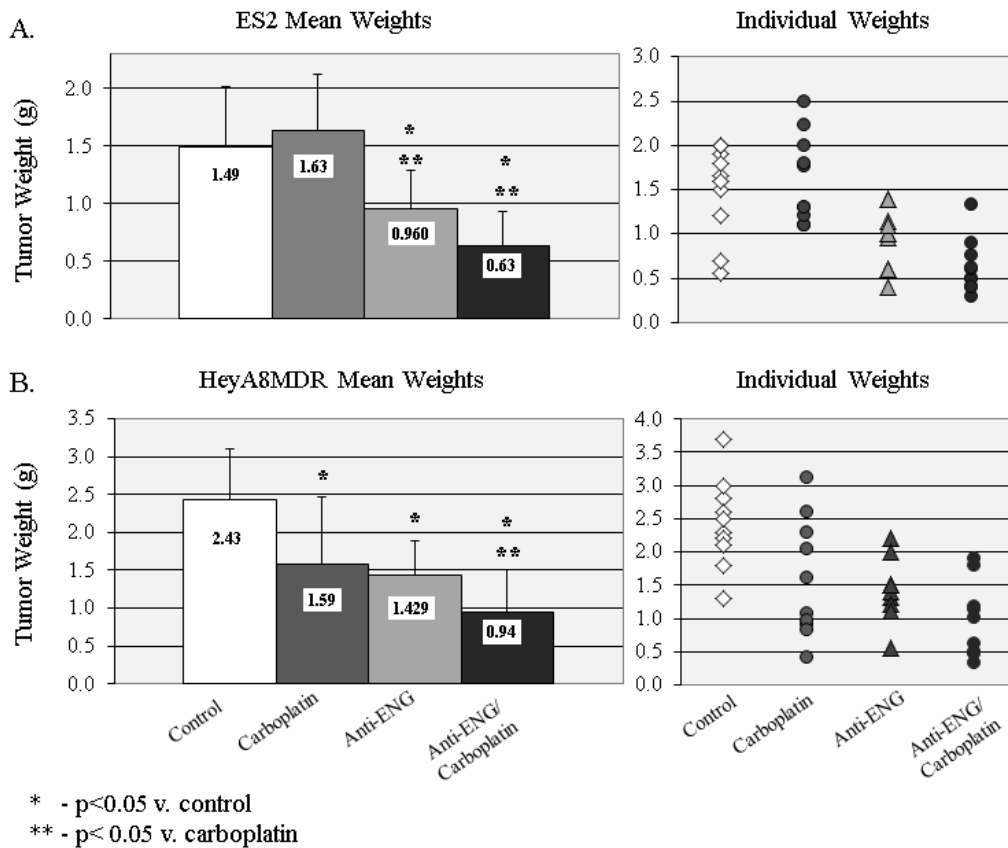 A.
ES2 Mean Weights
Individual Weights
Tumor Weight (g)
2.0
1.5
1.0
0.5
0.0
1.49
1.63
0.960
0.63
*
**
*
**
3.0
2.5
2.0
1.5
1.0
0.5
0.0
B.
HeyA8MDR Mean Weights
Individual Weights
Tumor Weight (g)
3.5
3.0
2.5
2.0
1.5
1.0
0.5
0.0
2.43
1.59
1.429
0.94
*
*
*
**
4.0
3.5
3.0
2.5
2.0
1.5
1.0
0.5
0.0
Control
Carboplatin
Anti-ENG
Anti-ENG/
Carboplatin
Control
Carboplatin
Anti-ENG
Anti-ENG/
Carboplatin
* - p<0.05 v. control
** - p< 0.05 v. carboplatin